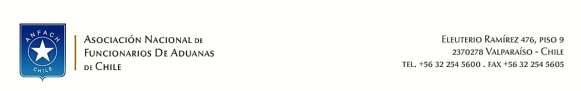 ANFACH
CHILE
ASOCIACIÓN NACIONAL DE
FUNCIONARIOS DE ADUANAS
DE CHILE
ELEUTERIO RAMÍREZ 476, PISO 9
2370278 VALPARAÍSO - CHILE
TEL. +56 32 254 5600 . FAX +56 32 254 5605